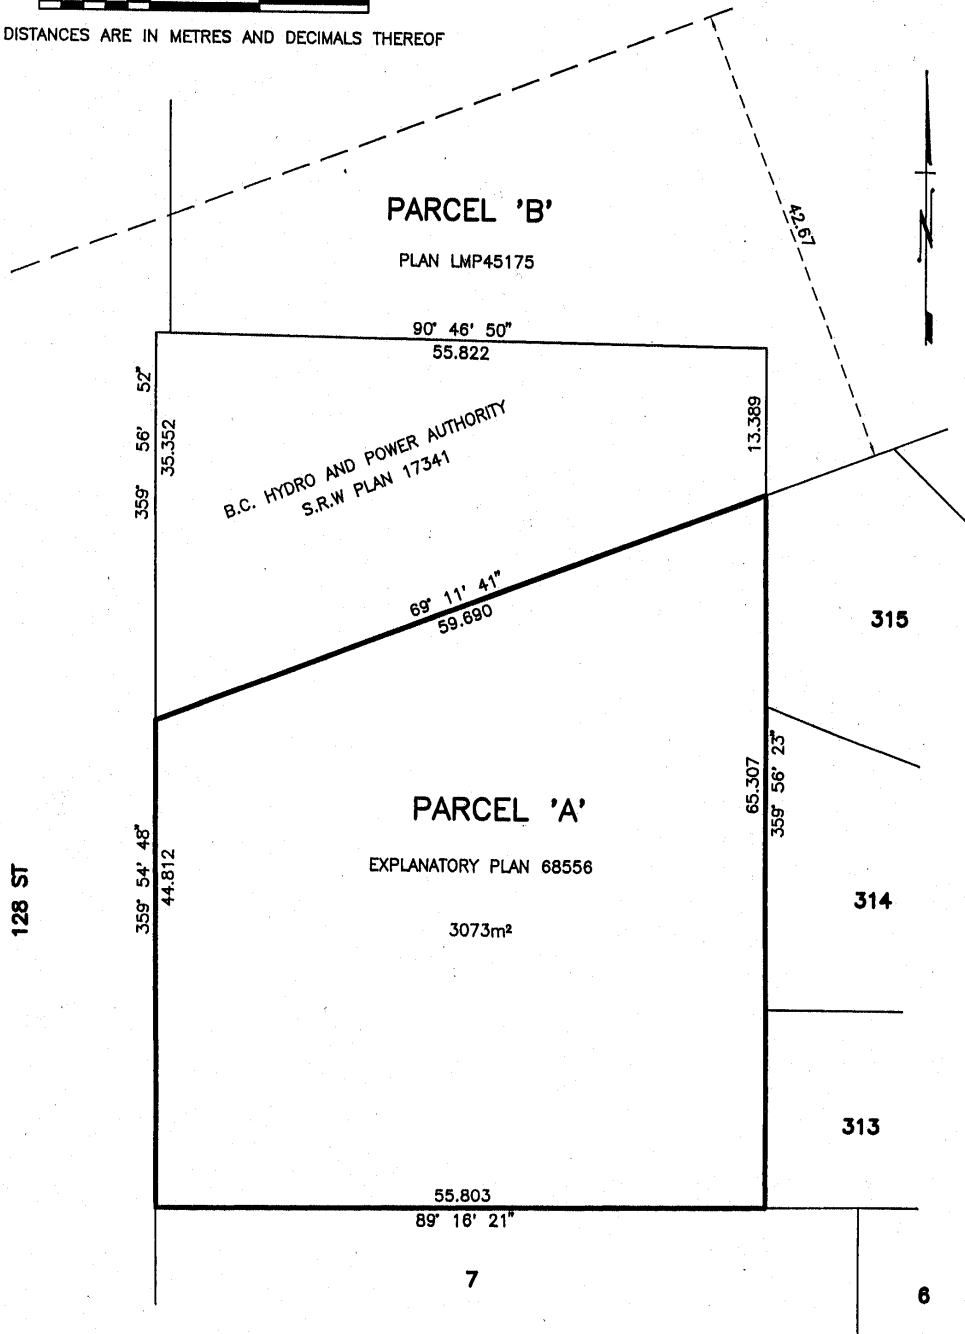 DISTANCES ARE IN METRES AND DECIMALS THEREOF
PARCEL 'B'
PLAN LMP45175
42.67
N
90° 46' 50"
55.822
359° 56' 52"
35.352
13.389
B.C. HYDRO AND POWER AUTHORITY
S.R.W PLAN 17341
69° 11' 41"
59.690
315
PARCEL 'A'
EXPLANATORY PLAN 68556
3073m²
65.307
359° 56' 23"
359° 54' 48"
44.812
128 ST
314
313
55.803
89° 16' 21"
7
6